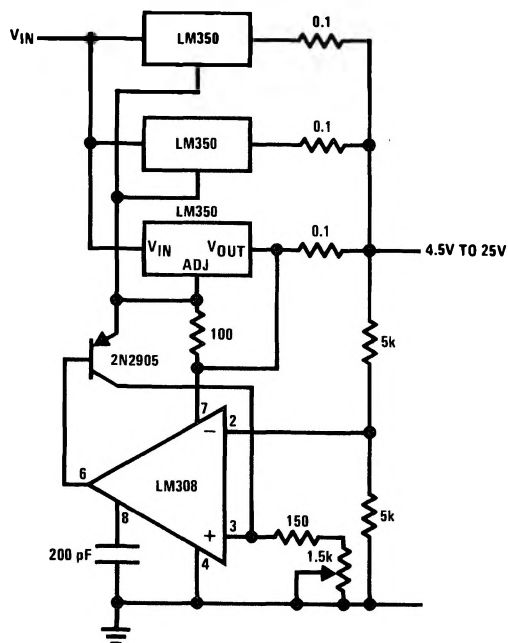 0.1
VIN
LM350
0.1
LM350
LM350
0.1
VIN
VOUT
ADJ
4.5V TO 25V
100
5k
2N2905
7
2
−
6
LM308
5k
8
+
3
150
1.5k
200 pF
4